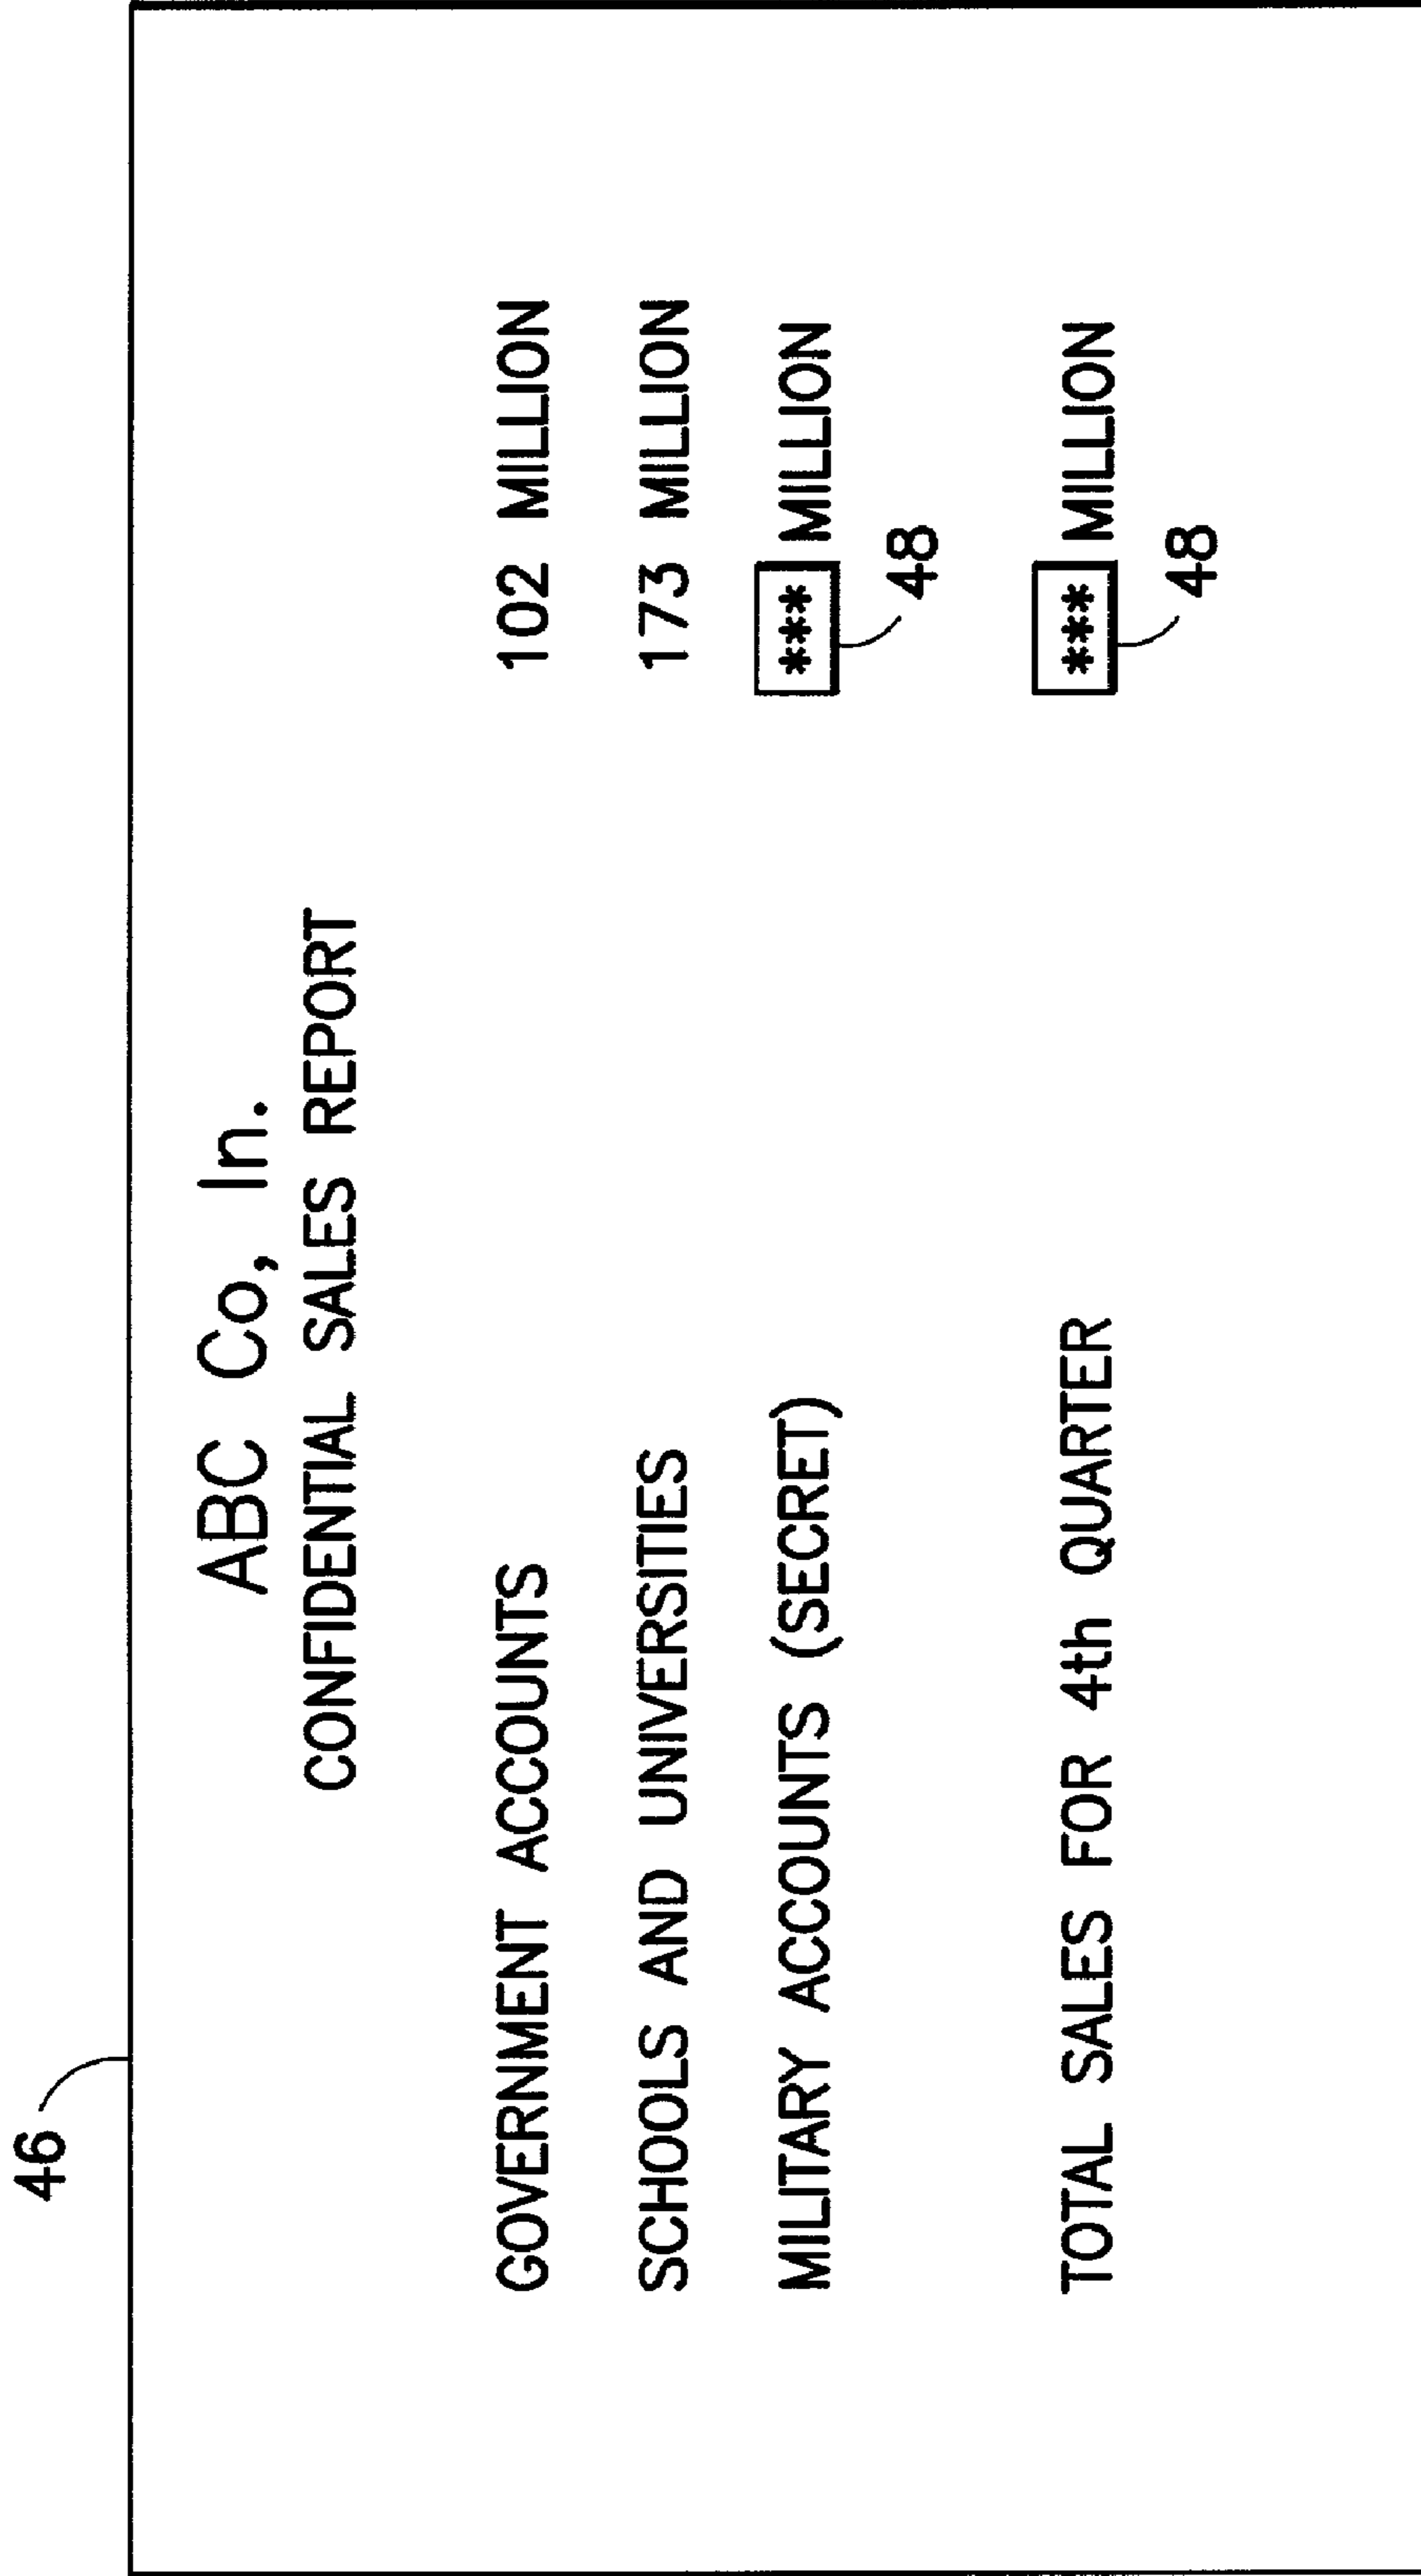 46
ABC Co, In.
CONFIDENTIAL SALES REPORT
GOVERNMENT ACCOUNTS 102 MILLION
SCHOOLS AND UNIVERSITIES 173 MILLION
MILITARY ACCOUNTS (SECRET) *** MILLION
48
TOTAL SALES FOR 4th QUARTER *** MILLION
48